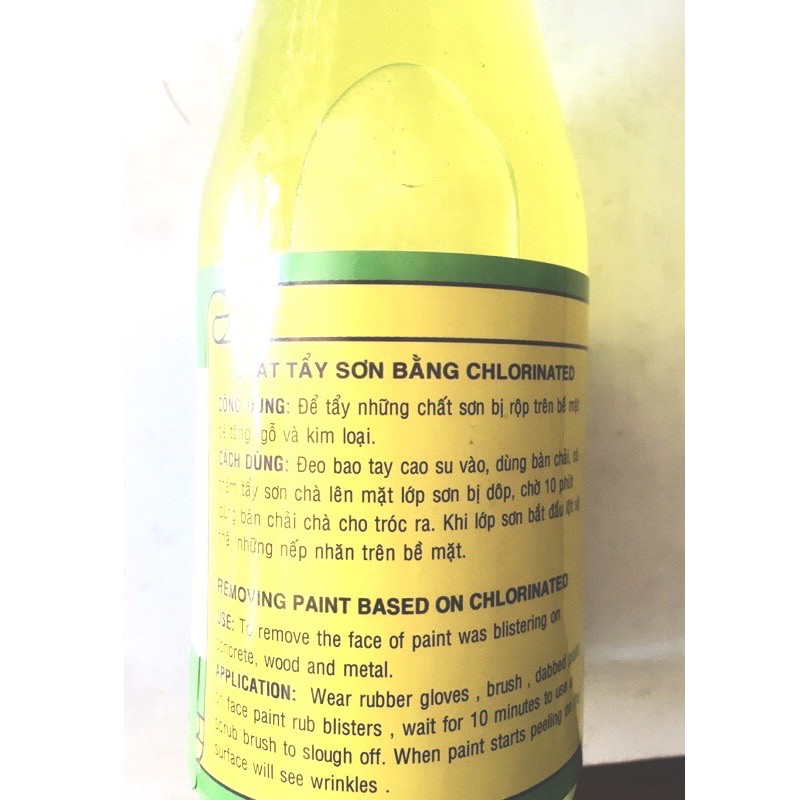 TẨY SƠN BẰNG CHLORINATED
CÔNG DỤNG: Để tẩy những chất sơn bị rộp trên bề mặt
gỗ và kim loại.
CÁCH DÙNG: Đeo bao tay cao su vào, dùng bàn chải,
tẩy sơn chà lên mặt lớp sơn bị dôp, chờ 10 phút
dùng bàn chải chà cho tróc ra. Khi lớp sơn bắt đầu
những nếp nhăn trên bề mặt.
REMOVING PAINT BASED ON CHLORINATED
USE: To remove the face of paint was blistering on
concrete, wood and metal.
APPLICATION: Wear rubber gloves , brush , dabbed
on face paint rub blisters , wait for 10 minutes to use a
scrub brush to slough off. When paint starts peeling
surface will see wrinkles .